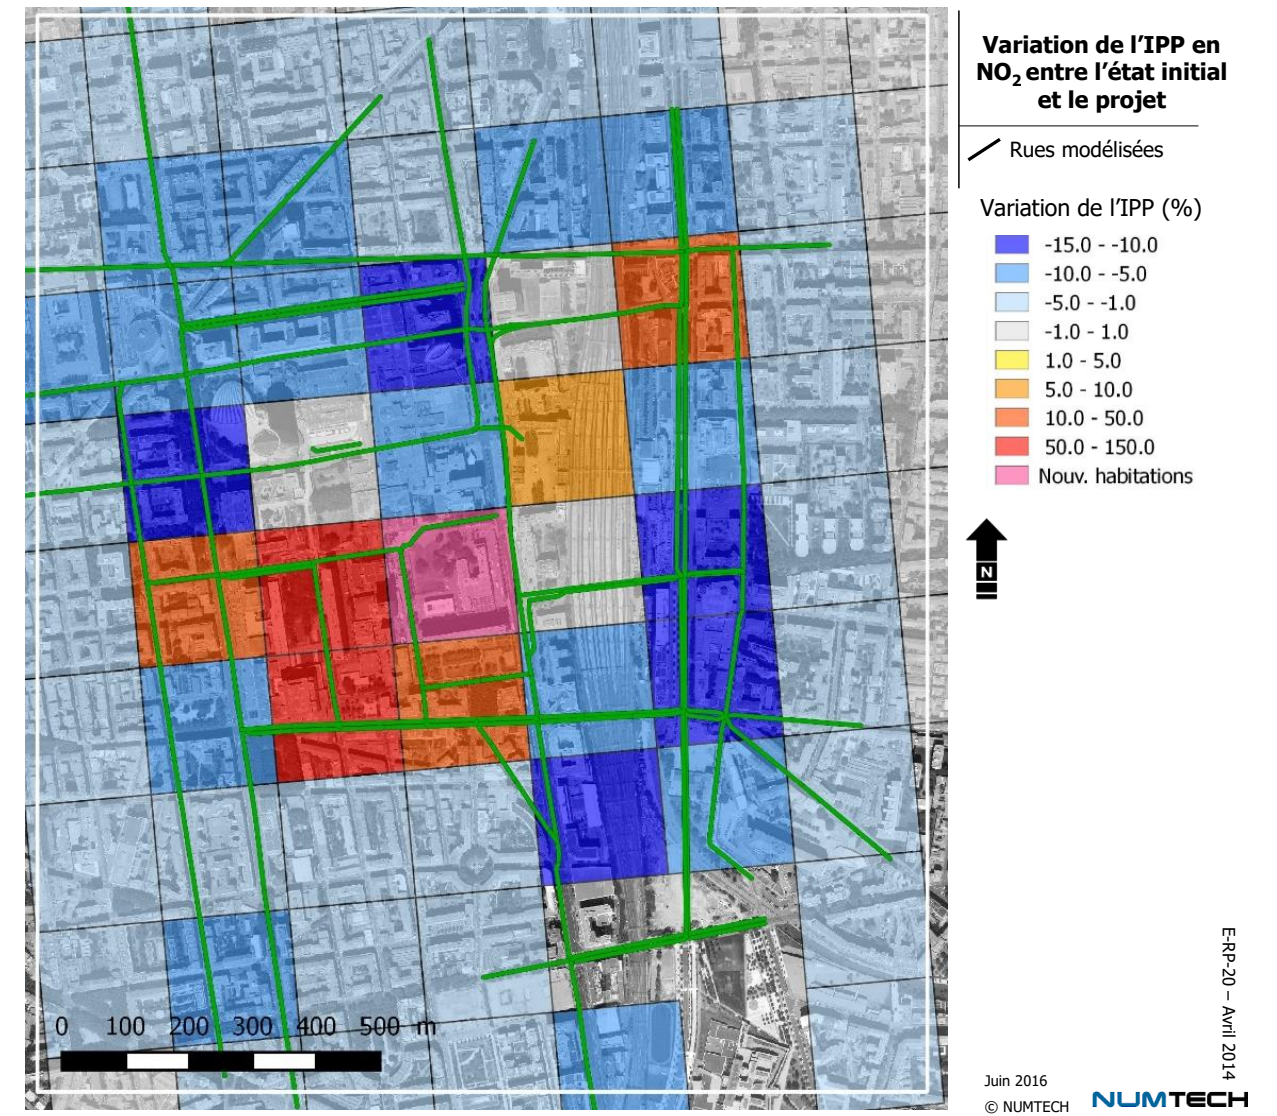 Variation de l’IPP en
NO2 entre l’état initial
et le projet
Rues modélisées
Variation de l’IPP (%)
-15.0 - -10.0
-10.0 - -5.0
-5.0 - -1.0
-1.0 - 1.0
1.0 - 5.0
5.0 - 10.0
10.0 - 50.0
50.0 - 150.0
Nouv. habitations
N
E-RP-20 – Avril 2014
0 100 200 300 400 500 m
Juin 2016
© NUMTECH
NUMTECH